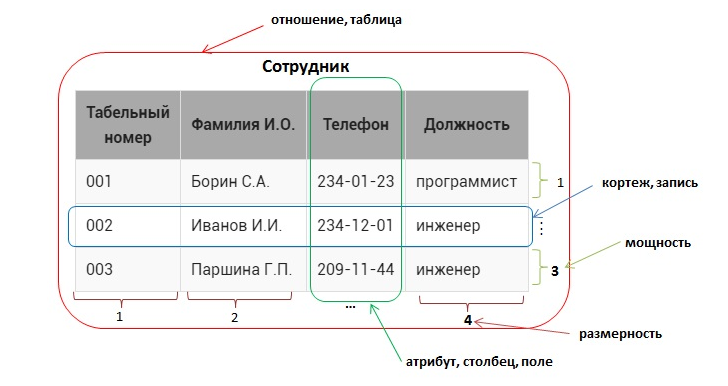 отношение, таблица
Сотрудник
Табельный номер Фамилия И.О. Телефон Должность
001 Борин С.А. 234-01-23 программист 1
кортеж, запись
002 Иванов И.И. 234-12-01 инженер ...
мощность
003 Паршина Г.П. 209-11-44 инженер 3
1 2 ... 4
размерность
атрибут, столбец, поле